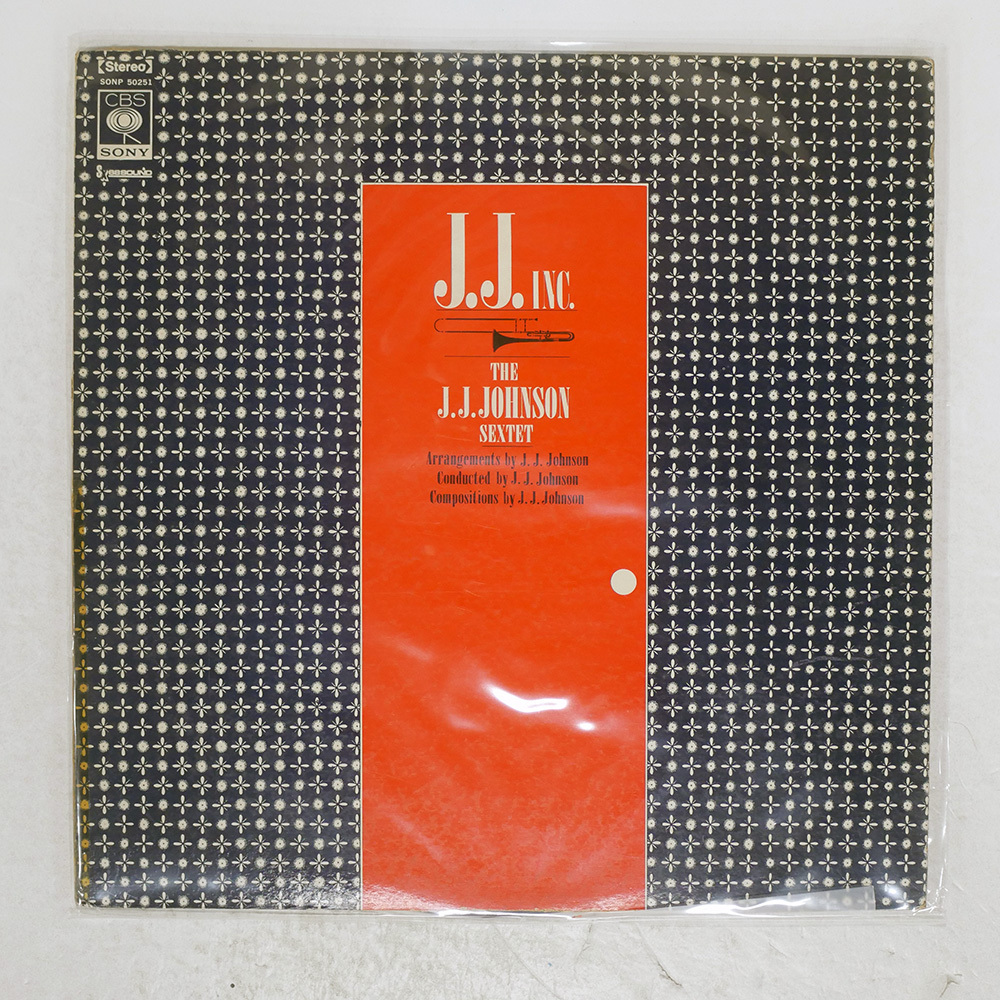 Stereo
SONP 50251
CBS
SONY
J.J. INC.
THE
J.J. JOHNSON
SEXTET
Arrangements by J. J. Johnson
Conducted by J. J. Johnson
Compositions by J. J. Johnson